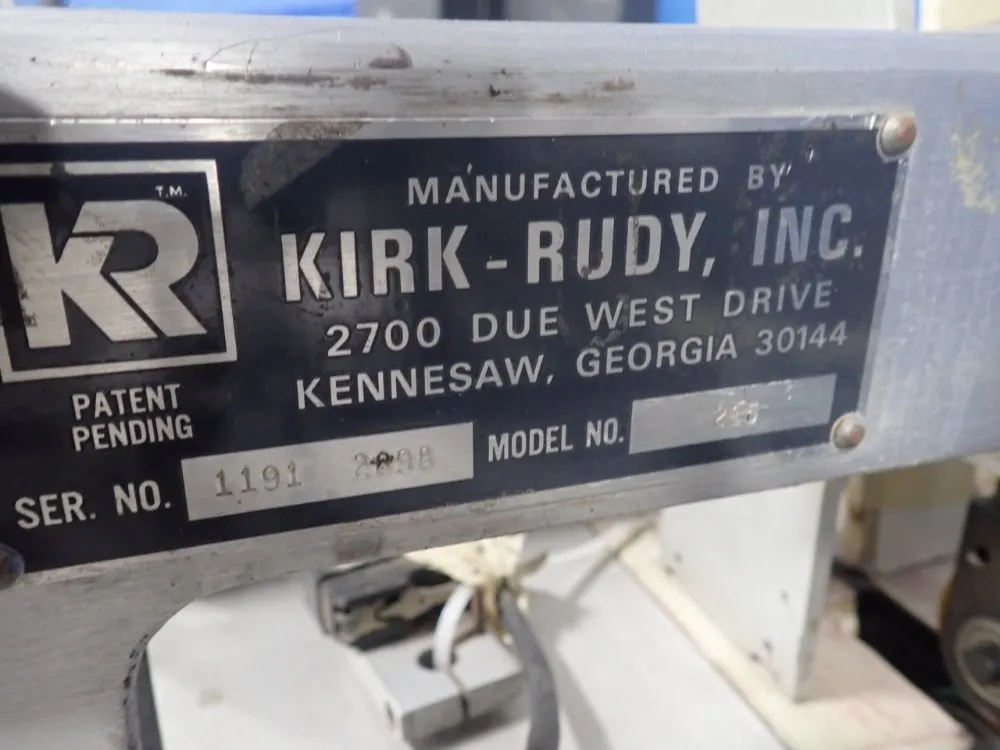 T.M.
KR
MANUFACTURED BY
KIRK-RUDY, INC.
2700 DUE WEST DRIVE
KENNESAW, GEORGIA 30144
PATENT
PENDING
SER. NO. 1191
MODEL NO.